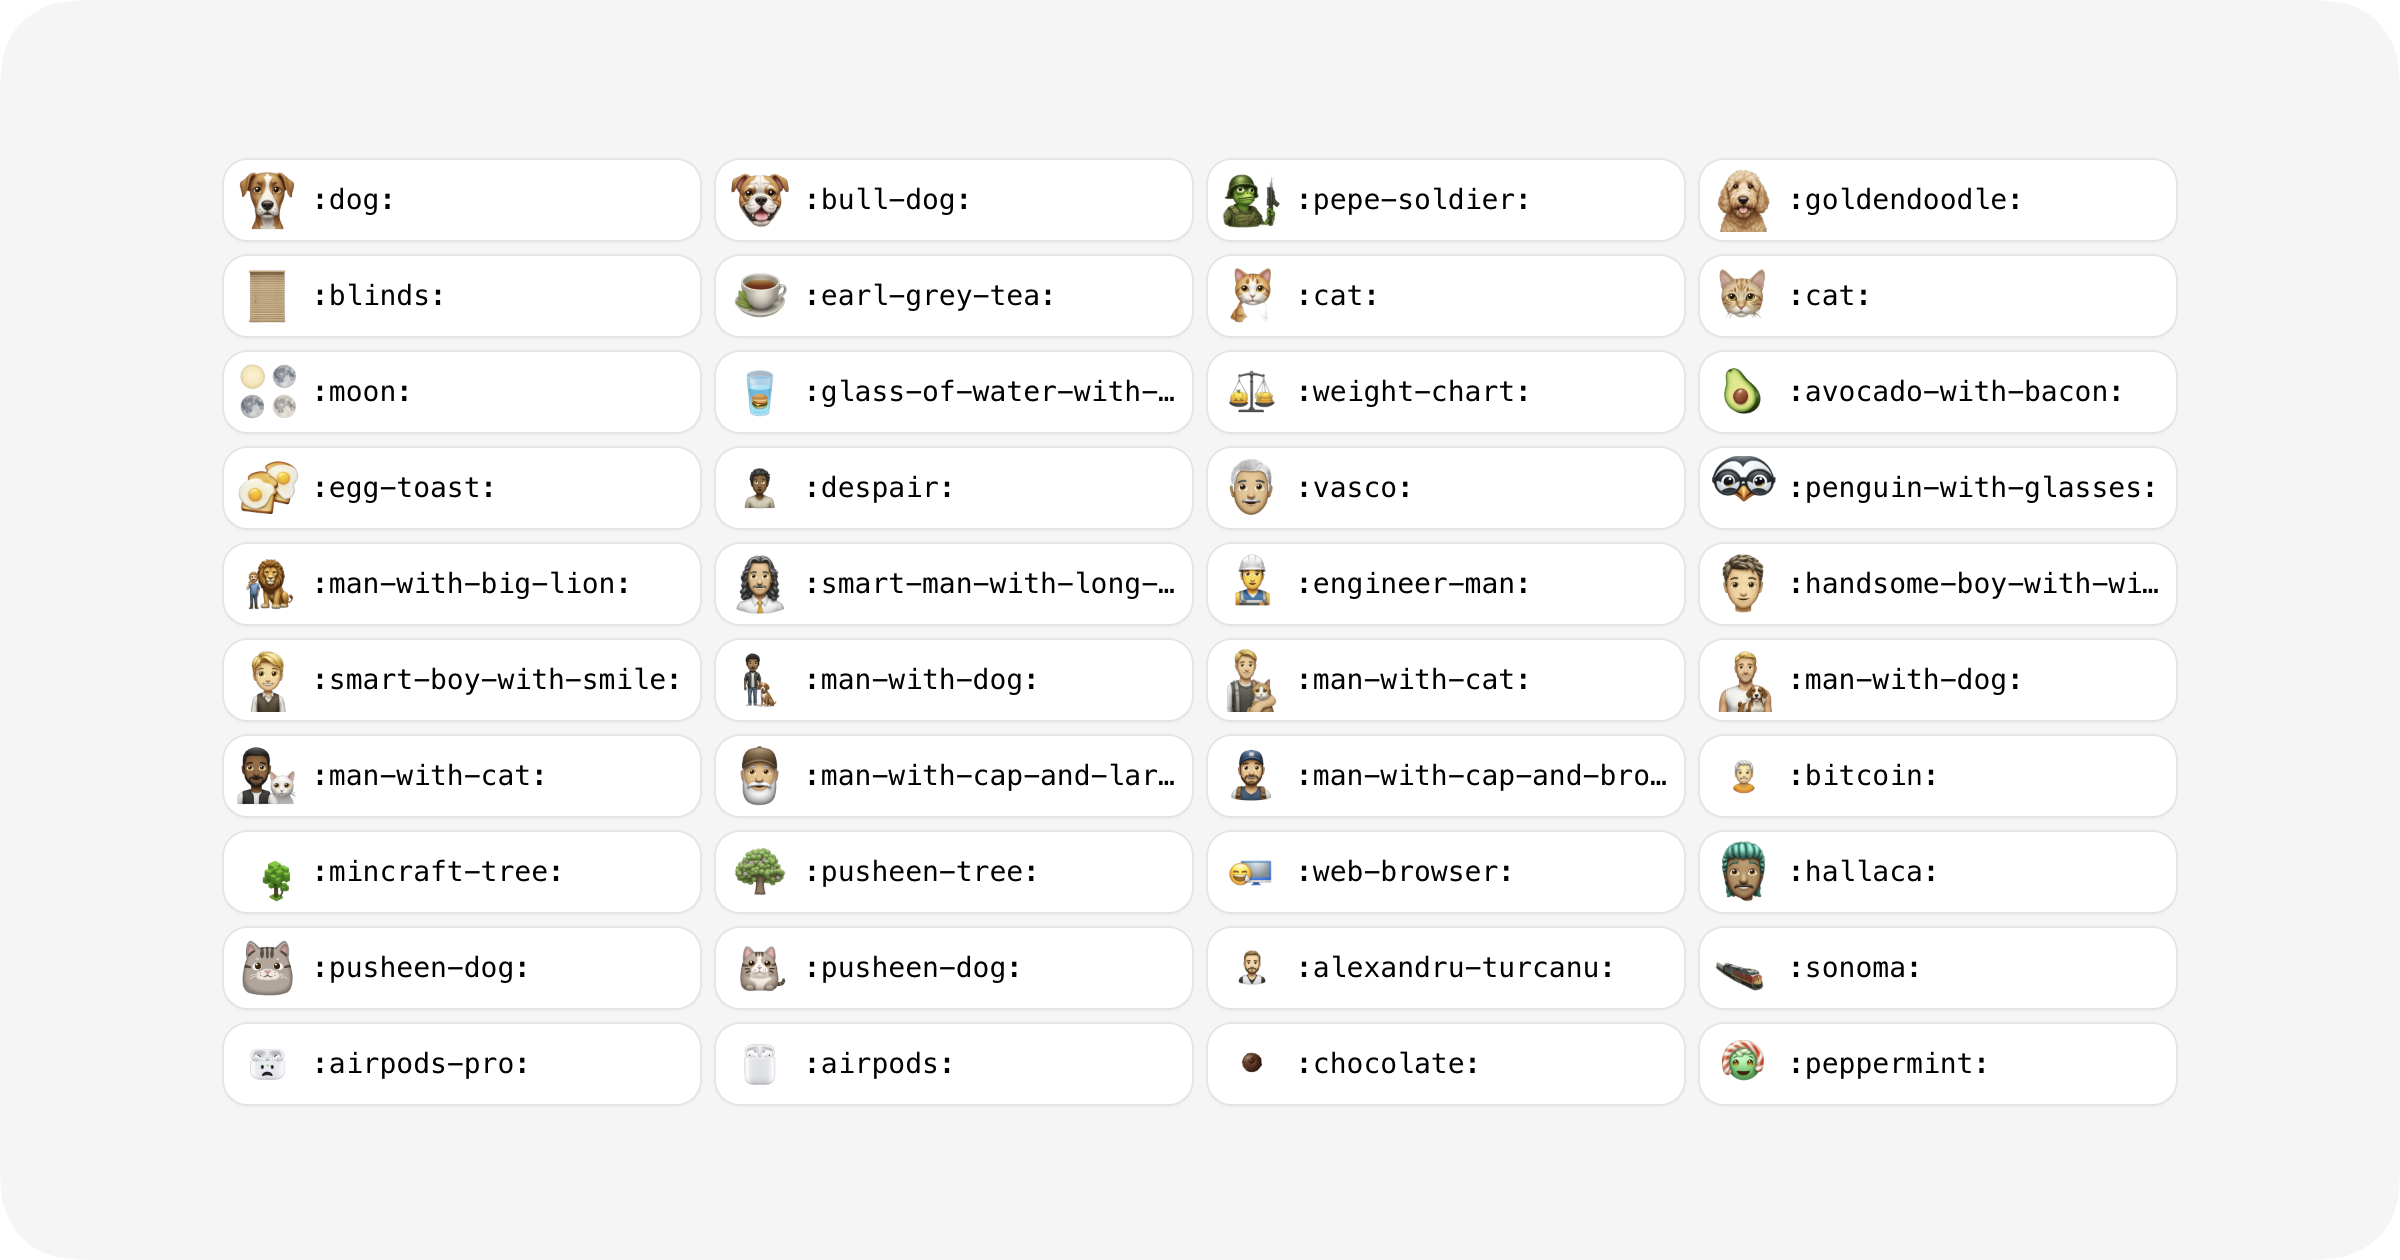 :dog:
:bull-dog:
:pepe-soldier:
:goldendoodle:
:blinds:
:earl-grey-tea:
:cat:
:cat:
:moon:
:glass-of-water-with-…
:weight-chart:
:avocado-with-bacon:
:egg-toast:
:despair:
:vasco:
:penguin-with-glasses:
:man-with-big-lion:
:smart-man-with-long-…
:engineer-man:
:handsome-boy-with-wi…
:smart-boy-with-smile:
:man-with-dog:
:man-with-cat:
:man-with-dog:
:man-with-cat:
:man-with-cap-and-lar…
:man-with-cap-and-bro…
:bitcoin:
:mincraft-tree:
:pusheen-tree:
:web-browser:
:hallaca:
:pusheen-dog:
:pusheen-dog:
:alexandru-turcanu:
:sonoma:
:airpods-pro:
:airpods:
:chocolate:
:peppermint: